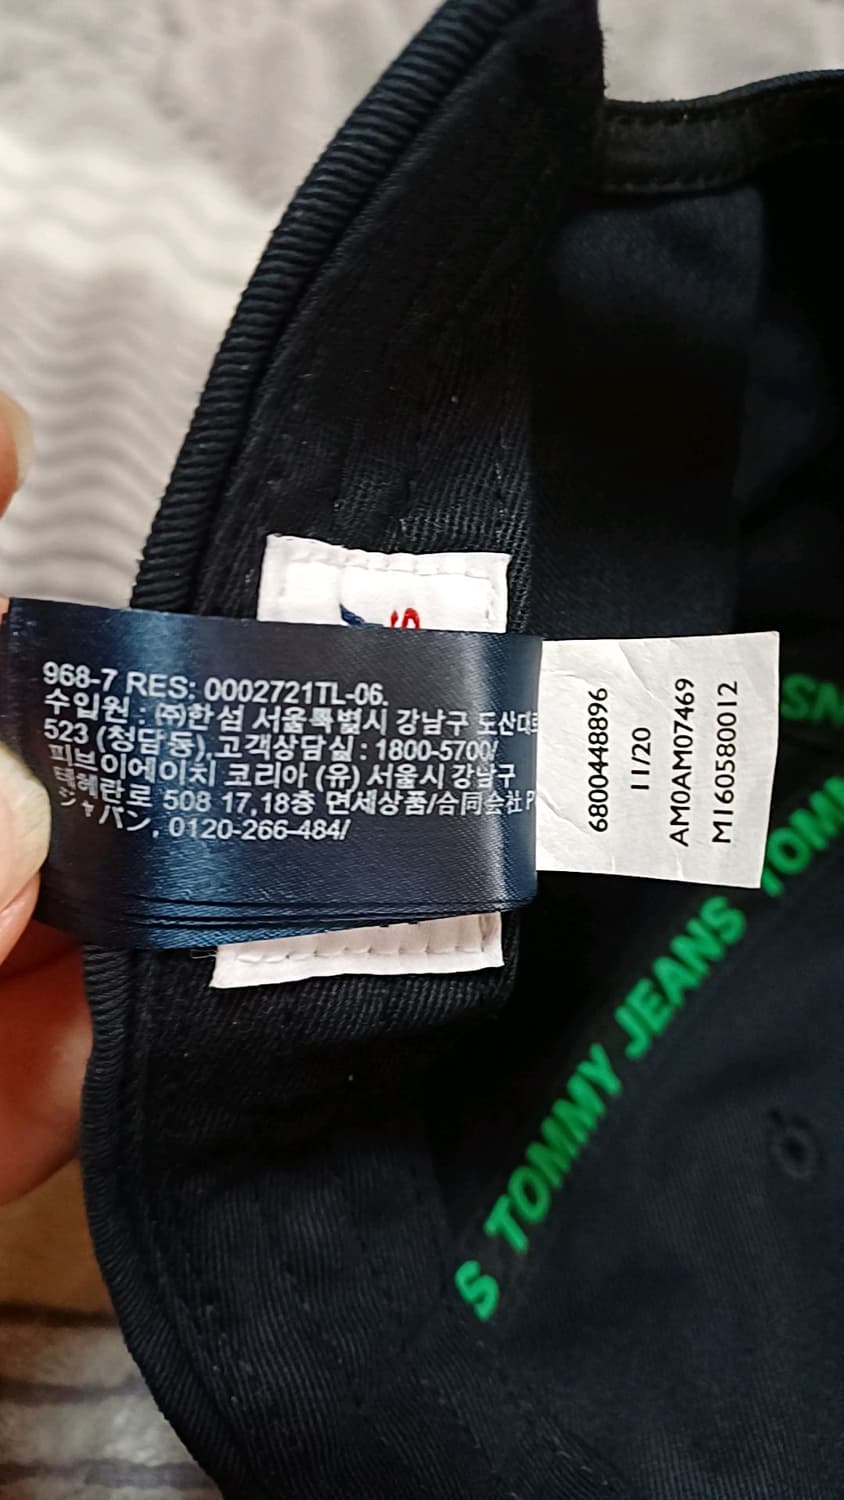 968-7 RES: 0002721TL-06.
수입원 : ㈜한섬 서울특별시 강남구 도산대로
523 (청담동),고객상담실 : 1800-5700/
피브이에이치 코리아 (유) 서울시 강남구
테헤란로 508 17,18층 면세상품/合同会社 P
ジャパン, 0120-266-484/
6800448896
11/20
AM0AM07469
M160580012
S TOMMY JEANS TOMM
SN